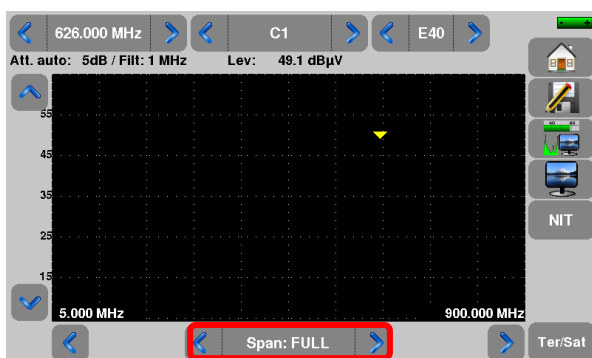 626.000 MHz
C1
E40
- +
Att. auto: 5dB / Filt: 1 MHz Lev: 49.1 dBµV
55
45
35
25
15
NIT
5.000 MHz
900.000 MHz
Span: FULL
Ter/Sat